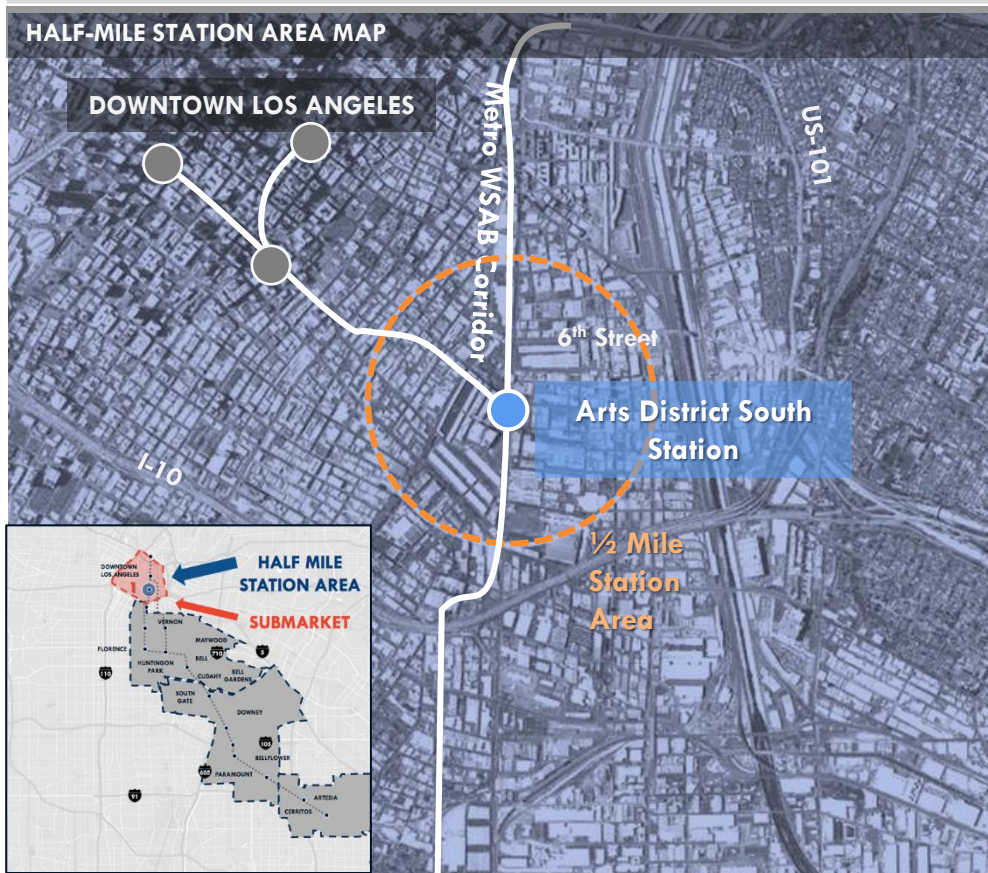 HALF-MILE STATION AREA MAP
DOWNTOWN LOS ANGELES
Metro WSAB Corridor
US-101
6th Street
Arts District South
Station
I-10
½ Mile
Station
Area
DOWNTOWN
LOS ANGELES
HALF MILE
STATION AREA
SUBMARKET
VERNON
MAYWOOD
FLORENCE
BELL
710
5
HUNTINGON
PARK
CUDAHY
BELL
GARDENS
110
SOUTH
GATE
DOWNEY
105
BELLFLOWER
605
PARAMOUNT
91
ARTESIA
CERRITOS